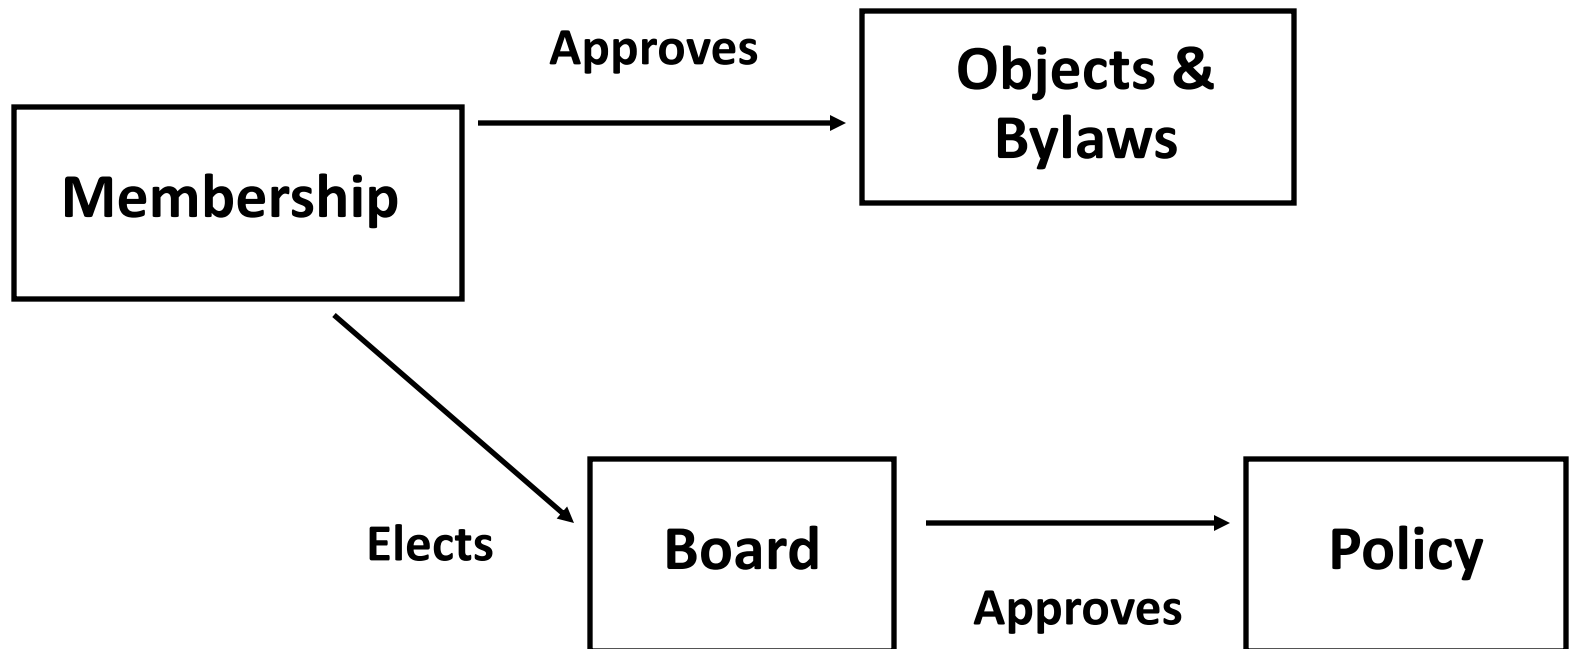 Approves
Objects &
Bylaws
Membership
Elects
Board
Approves
Policy